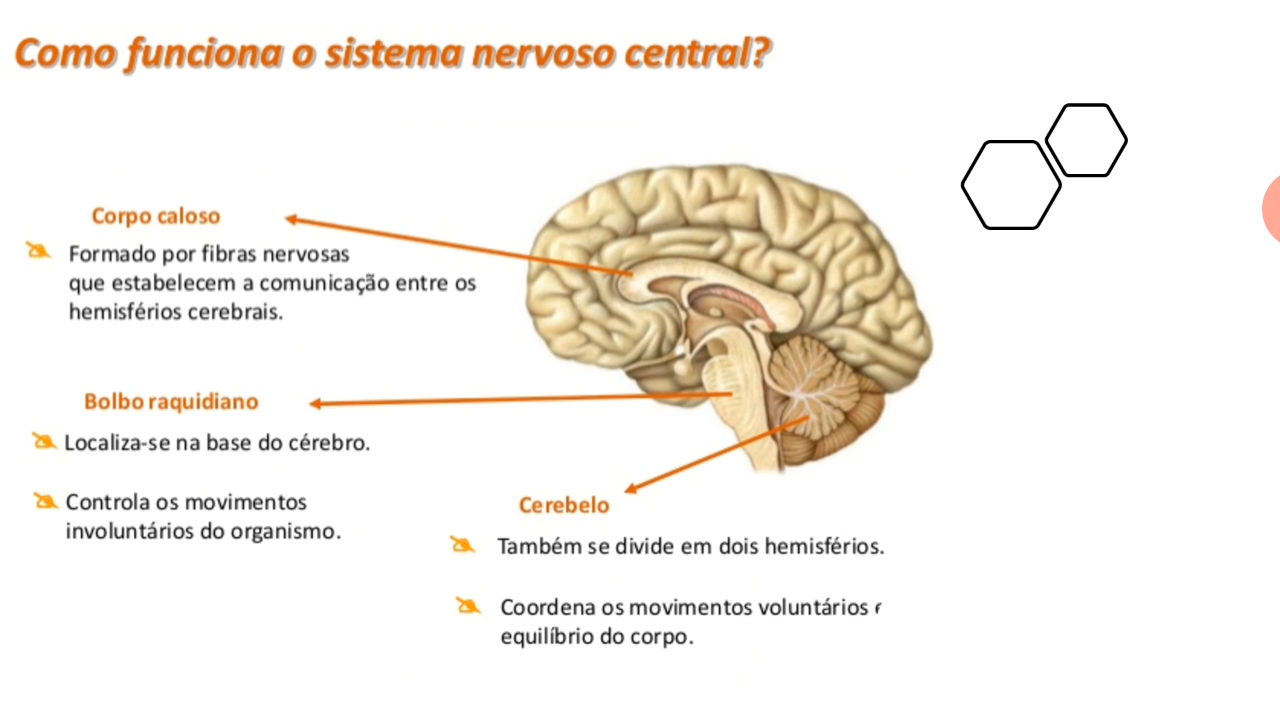 Como funciona o sistema nervoso central?
Corpo caloso
Formado por fibras nervosas
que estabelecem a comunicação entre os
hemisférios cerebrais.
Bolbo raquidiano
Localiza-se na base do cérebro.
Controla os movimentos
involuntários do organismo.
Cerebelo
Também se divide em dois hemisférios.
Coordena os movimentos voluntários
equilíbrio do corpo.